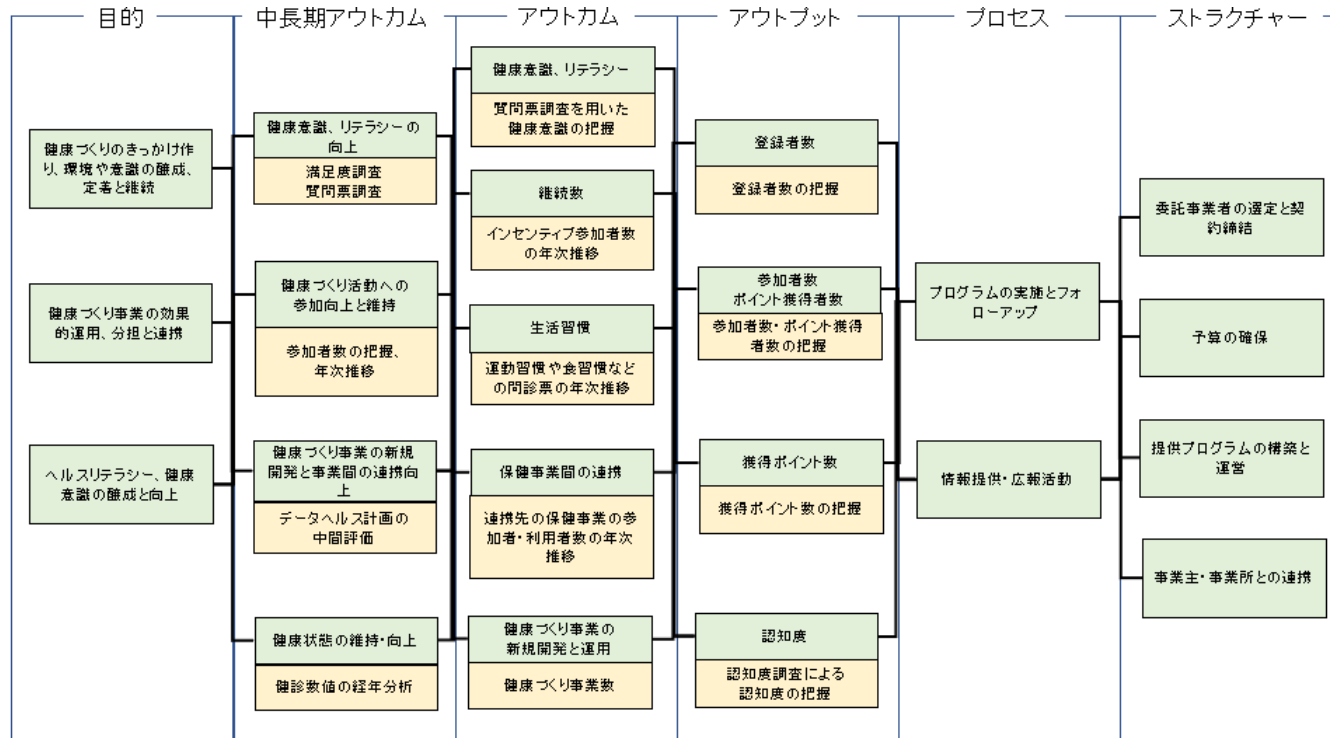 目的
中長期アウトカム
アウトカム
アウトプット
プロセス
ストラクチャー
健康づくりのきっかけ作
り、環境や意識の醸成、
定着と継続
健康づくり事業の効果
的運用、分担と連携
ヘルスリテラシー、健康
意識の醸成と向上
健康意識、リテラシーの
向上
満足度調査
質問票調査
健康づくり活動への
参加向上と維持
参加者数の把握、
年次推移
健康づくり事業の新規
開発と事業間の連携向
上
データヘルス計画の
中間評価
健康状態の維持・向上
健診数値の経年分析
健康意識、リテラシー
質問票調査を用いた
健康意識の把握
継続数
インセンティブ参加者数
の年次推移
生活習慣
運動習慣や食習慣などの
の問診票の年次推移
保健事業間の連携
連携先の保健事業の参
加者・利用者数の年次
推移
健康づくり事業の
新規開発と運用
健康づくり事業数
登録者数
登録者数の把握
参加者数
ポイント獲得者数
参加者数・ポイント獲得
者数の把握
獲得ポイント数
獲得ポイント数の把握
認知度
認知度調査による
認知度の把握
プログラムの実施とフォ
ローアップ
情報提供・広報活動
委託事業者の選定と契
約締結
予算の確保
提供プログラムの構築と
運営
事業主・事業所との連携